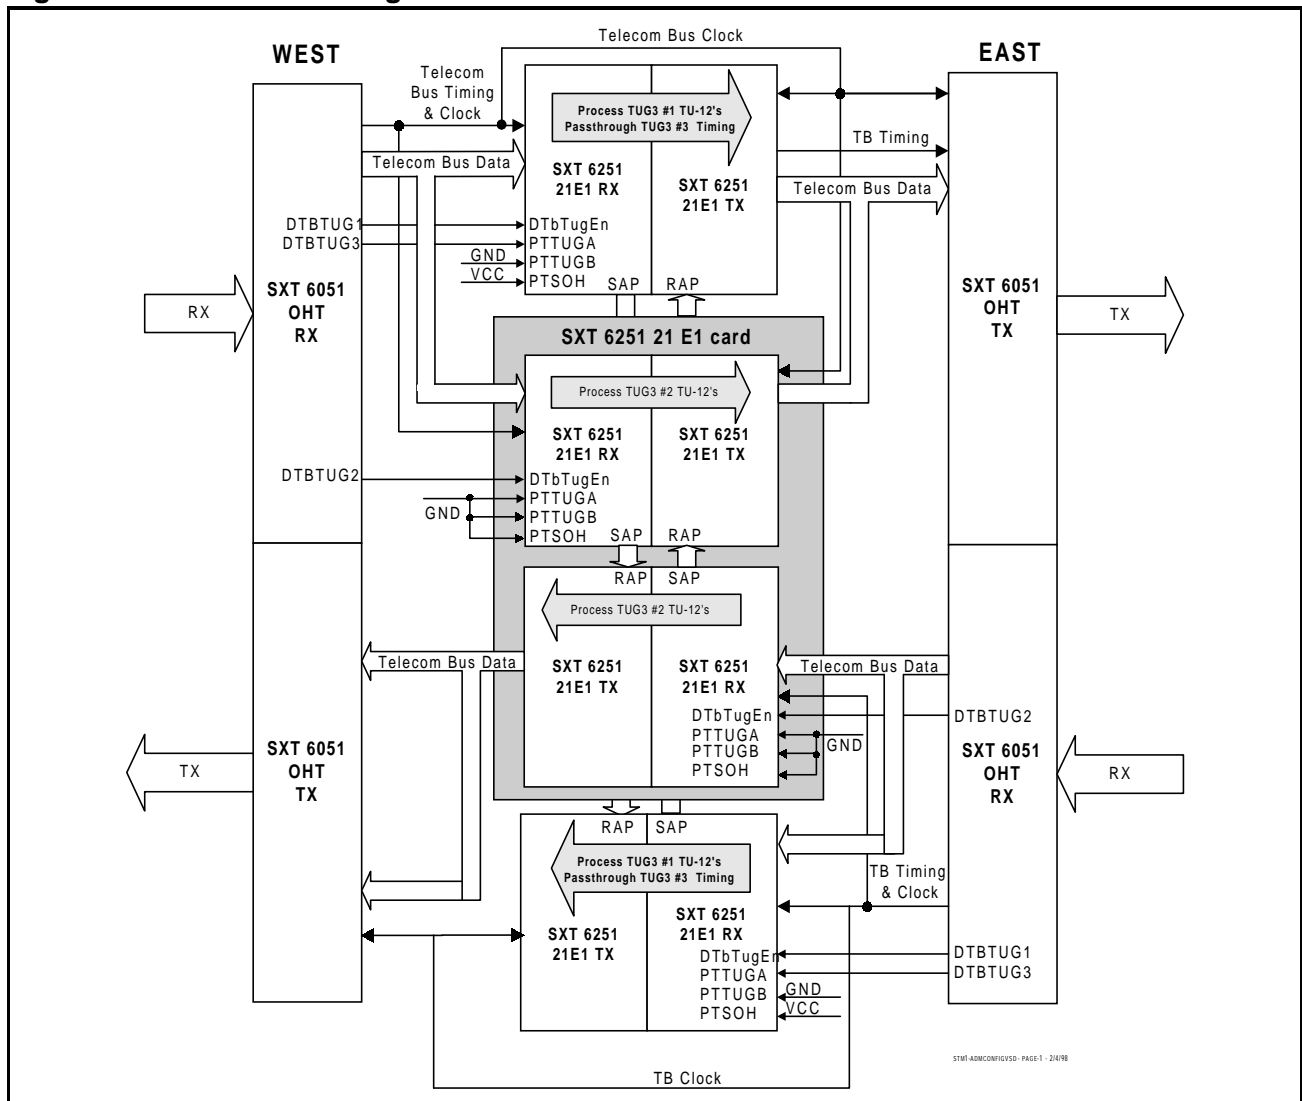 Telecom Bus Clock
WEST
EAST
Telecom
Bus Timing
& Clock
Process TUG3 #1 TU-12's
Passthrough TUG3 #3 Timing
TB Timing
Telecom Bus Data
SXT 6251
21E1 RX
SXT 6251
21E1 TX
Telecom Bus Data
DTBTUG1
DTBTUG3
GND
VCC
DTbTugEn
PTTUGA
PTTUGB
PTSOH
SAP
RAP
RX
SXT 6051
OHT
RX
SXT 6051
OHT
TX
TX
SXT 6251 21 E1 card
Process TUG3 #2 TU-12's
SXT 6251
21E1 RX
SXT 6251
21E1 TX
DTBTUG2
GND
DTbTugEn
PTTUGA
PTTUGB
PTSOH
SAP
RAP
RAP
SAP
Process TUG3 #2 TU-12's
Telecom Bus Data
SXT 6251
21E1 TX
SXT 6251
21E1 RX
Telecom Bus Data
DTbTugEn
PTTUGA
PTTUGB
PTSOH
GND
DTBTUG2
TX
SXT 6051
OHT
TX
SXT 6051
OHT
RX
RX
RAP
SAP
Process TUG3 #1 TU-12's
Passthrough TUG3 #3 Timing
TB Timing
& Clock
SXT 6251
21E1 TX
SXT 6251
21E1 RX
DTbTugEn
PTTUGA
PTTUGB
PTSOH
GND
VCC
DTBTUG1
DTBTUG3
STM1-ADMCONFIGVSD - PAGE-1 - 2/4/98
TB Clock